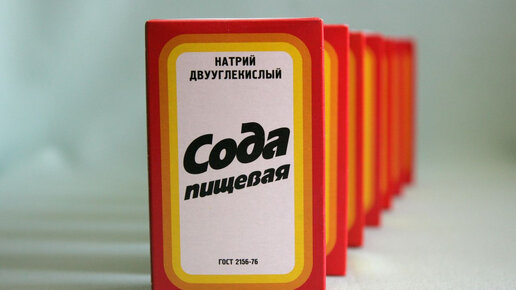 НАТРИЙ
ДВУУГЛЕКИСЛЫЙ
Сода
пищевая
ГОСТ 2156-76